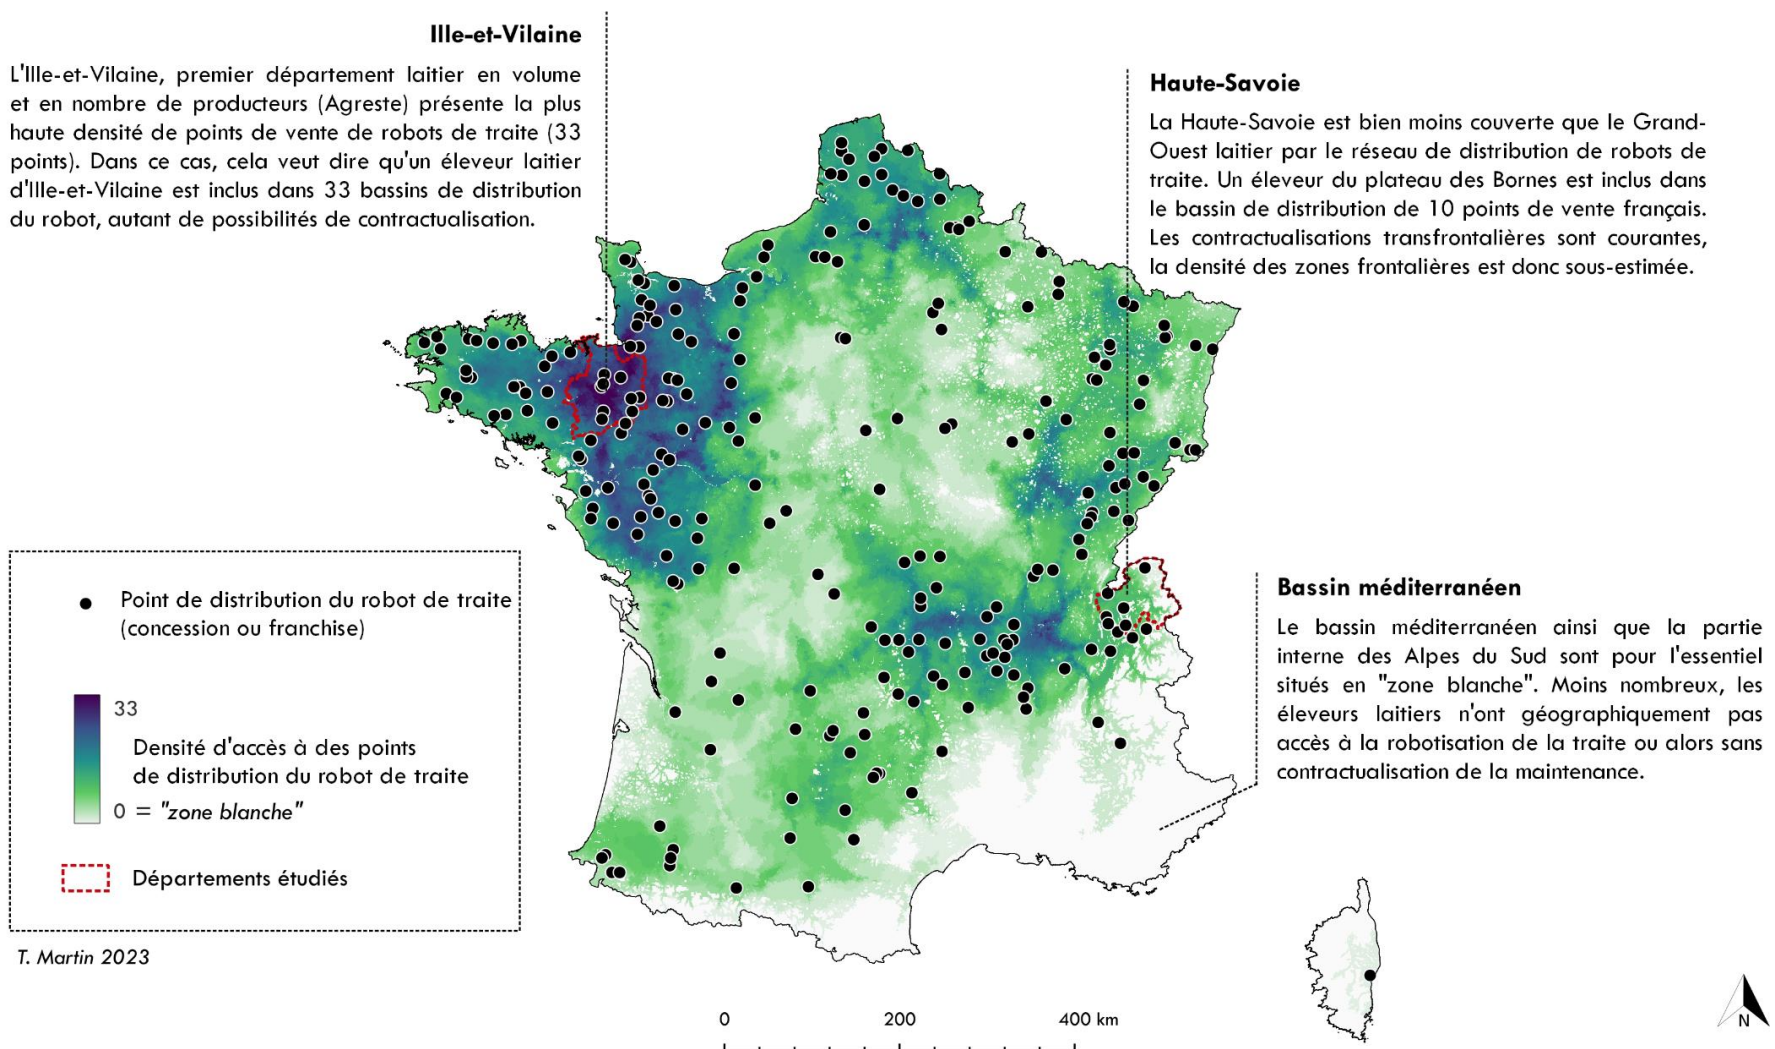 Ille-et-Vilaine
L'Ille-et-Vilaine, premier département laitier en volume
et en nombre de producteurs (Agreste) présente la plus
haute densité de points de vente de robots de traite (33
points). Dans ce cas, cela veut dire qu'un éleveur laitier
d'Ille-et-Vilaine est inclus dans 33 bassins de distribution
du robot, autant de possibilités de contractualisation.
Haute-Savoie
La Haute-Savoie est bien moins couverte que le Grand-
Ouest laitier par le réseau de distribution de robots de
traite. Un éleveur du plateau des Bornes est inclus dans
le bassin de distribution de 10 points de vente français.
Les contractualisations transfrontalières sont courantes,
la densité des zones frontalières est donc sous-estimée.
Bassin méditerranéen
Le bassin méditerranéen ainsi que la partie
interne des Alpes du Sud sont pour l'essentiel
situés en "zone blanche". Moins nombreux, les
éleveurs laitiers n'ont géographiquement pas
accès à la robotisation de la traite ou alors sans
contractualisation de la maintenance.
Point de distribution du robot de traite
(concession ou franchise)
33
Densité d'accès à des points
de distribution du robot de traite
0 = "zone blanche"
Départements étudiés
T. Martin 2023
0 200 400 km
N